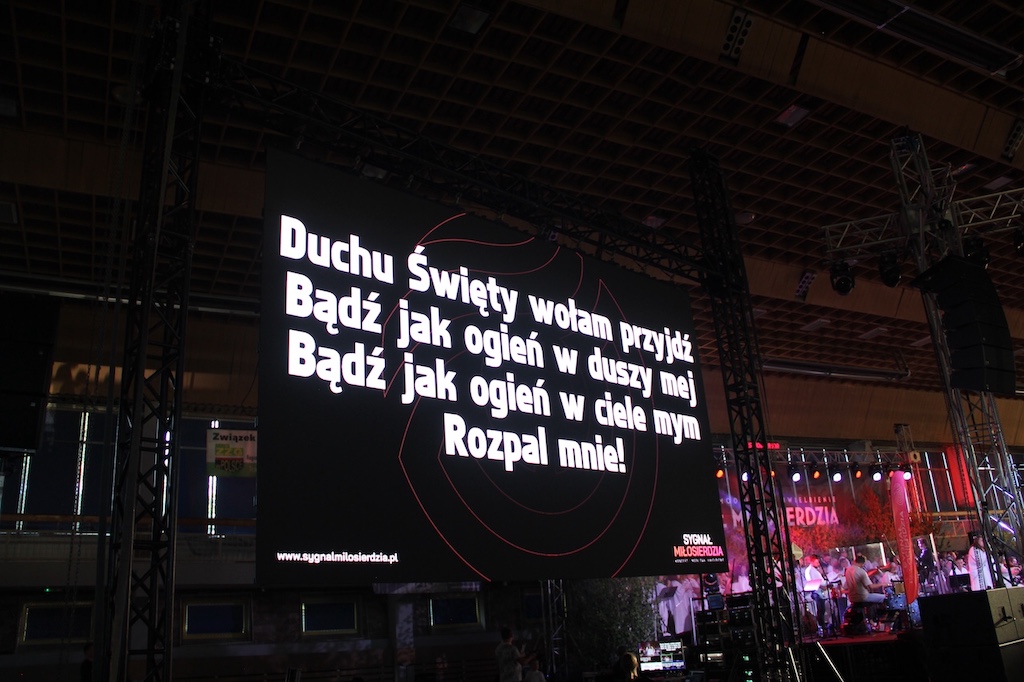 Duchu Święty wołam przyjdź
Bądź jak ogień w duszy mej
Bądź jak ogień w ciele mym
Rozpal mnie!
www.sygnalmilosierdzia.pl
SYGNAŁ
MIŁOSIERDZIA
Związek